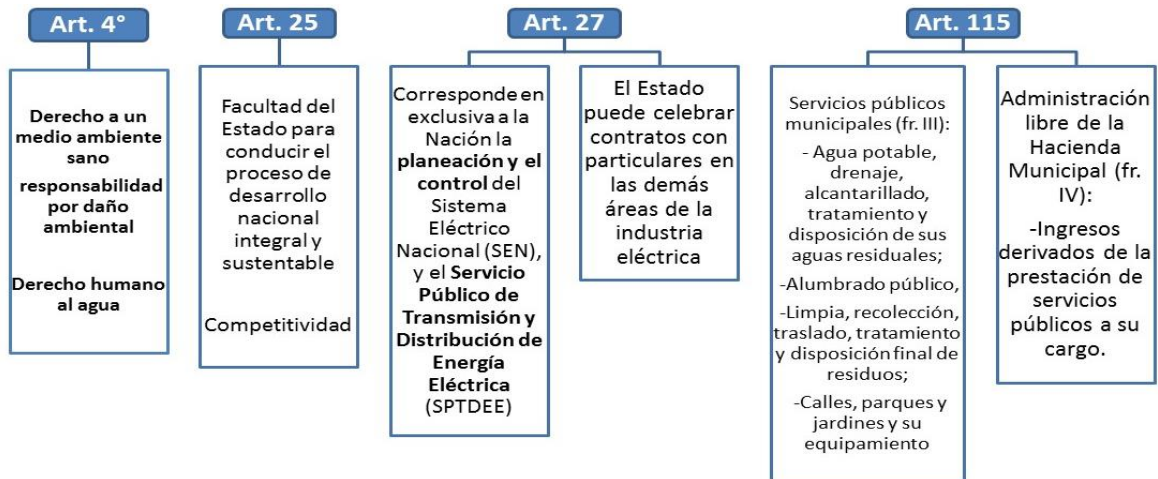 Art. 4°
Derecho a un
medio ambiente
sano
responsabilidad
por daño
ambiental
Derecho humano
al agua
Art. 25
Facultad del
Estado para
conducir el
proceso de
desarrollo
nacional
integral y
sustentable
Competitividad
Art. 27
Corresponde en
exclusiva a la
Nación la
planeación y el
control del
Sistema
Eléctrico
Nacional (SEN),
y el Servicio
Público de
Transmisión y
Distribución de
Energía
Eléctrica
(SPTDEE)
El Estado
puede celebrar
contratos con
particulares en
las demás
áreas de la
industria
eléctrica
Art. 115
Servicios públicos
municipales (fr. III):
- Agua potable,
drenaje,
alcantarillado,
tratamiento y
disposición de sus
aguas residuales;
-Alumbrado público,
-Limpia, recolección,
traslado, tratamiento
y disposición final de
residuos;
-Calles, parques y
jardines y su
equipamiento
Administración
libre de la
Hacienda
Municipal (fr.
IV):
-Ingresos
derivados de la
prestación de
servicios
públicos a su
cargo.